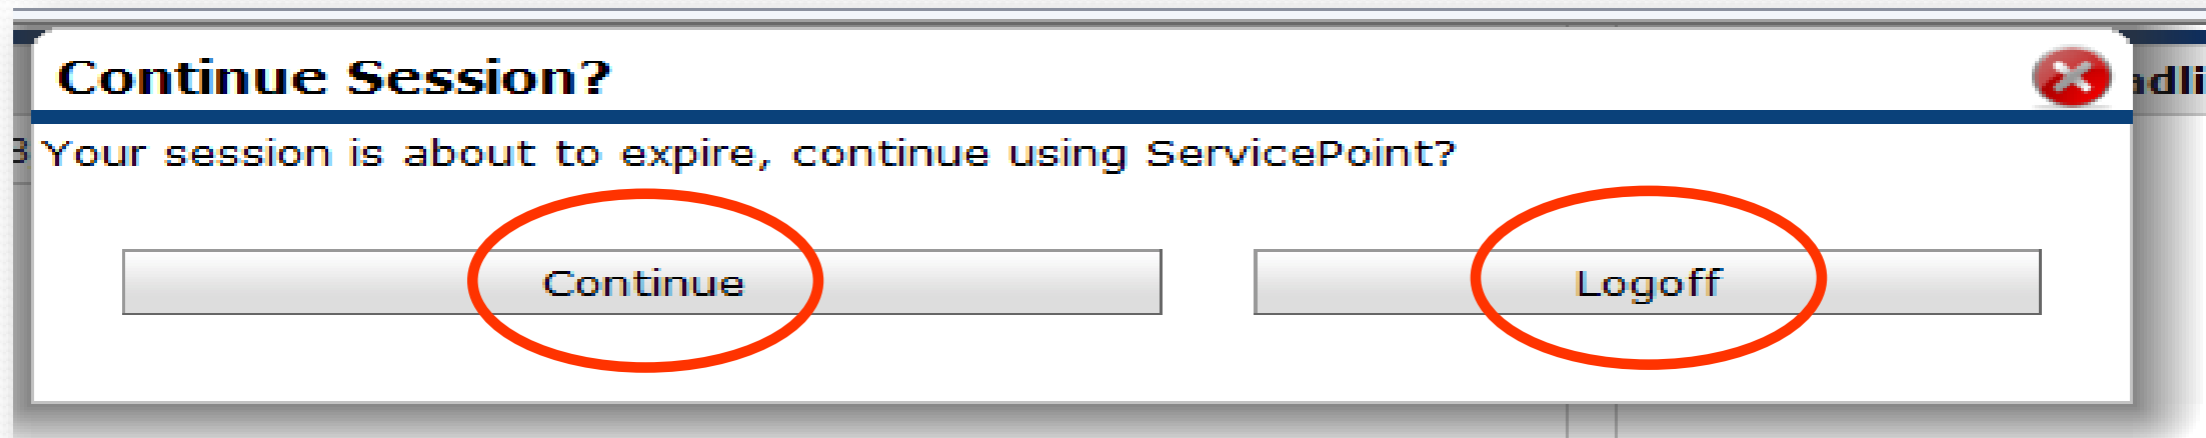 Continue Session?
Your session is about to expire, continue using ServicePoint?
Continue
Logoff